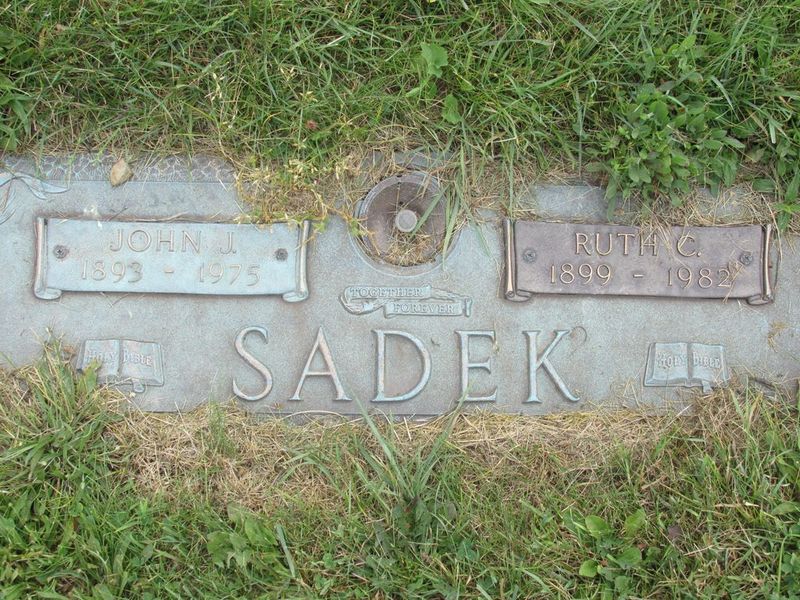 JOHN J.
1893 - 1975
RUTH C.
1899 - 1982
TOGETHER
FOREVER
SADEK
HOLY BIBLE
HOLY BIBLE